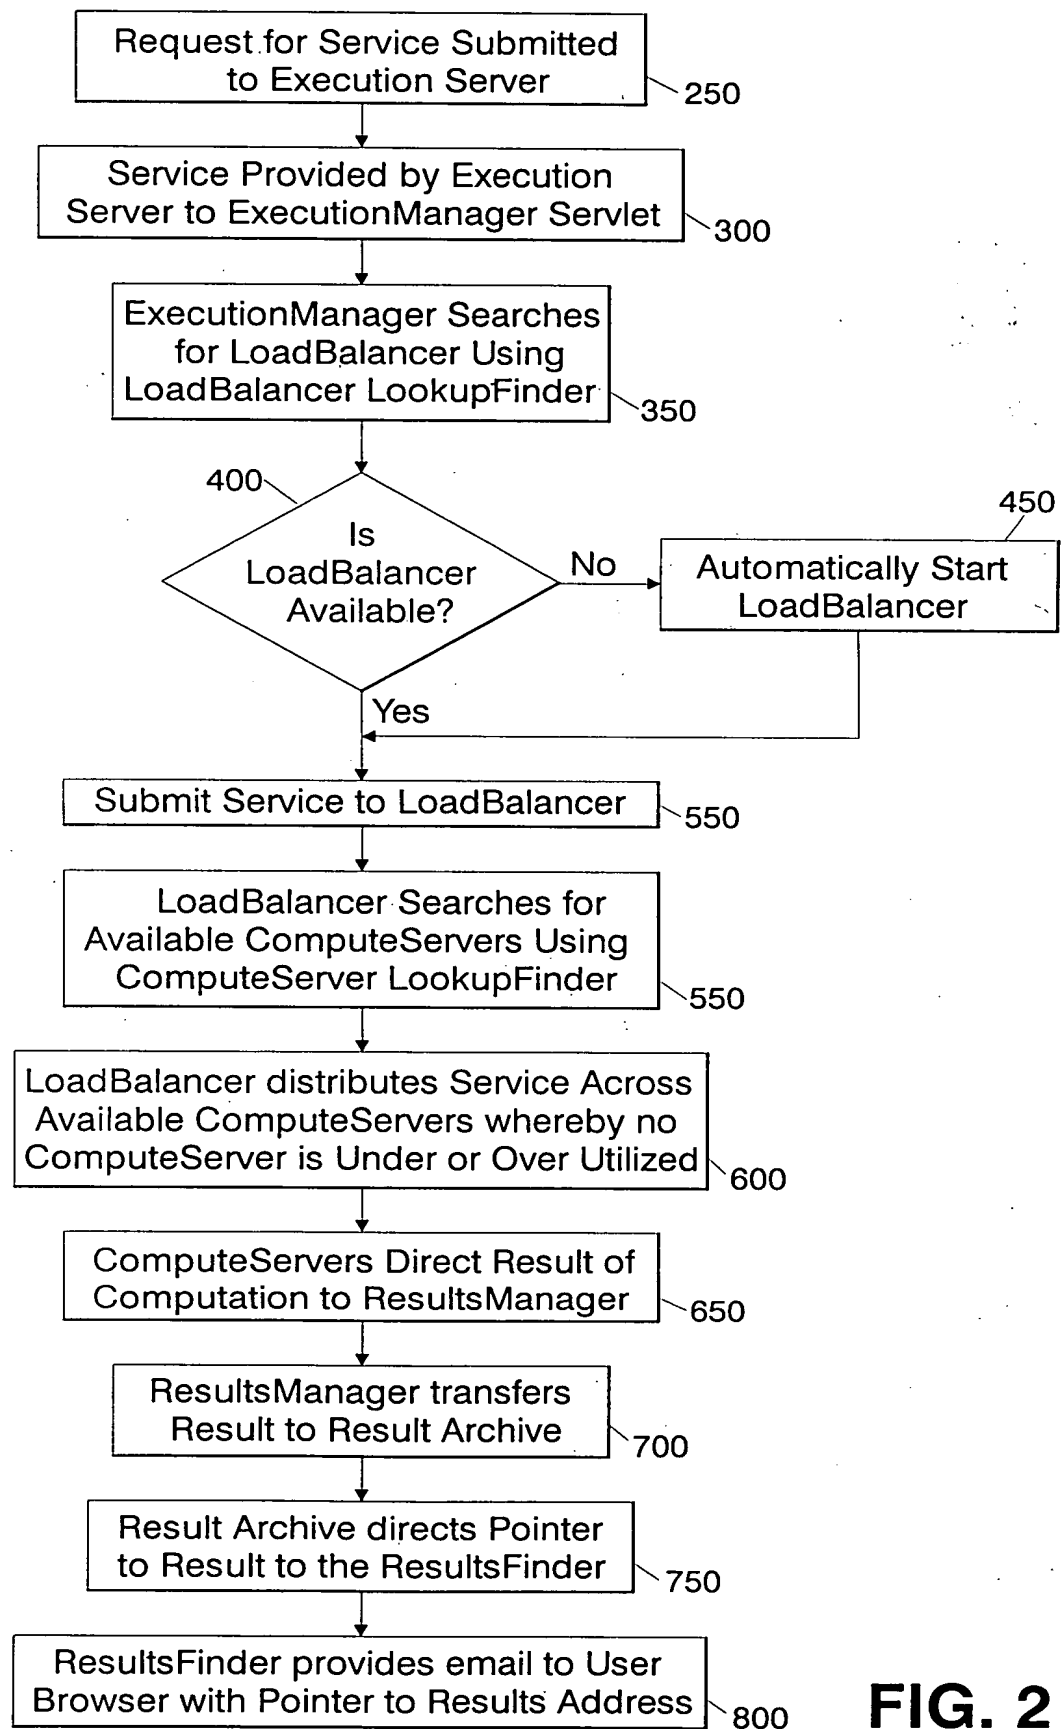 Request for Service Submitted
to Execution Server
250
Service Provided by Execution
Server to ExecutionManager Servlet
300
ExecutionManager Searches
for LoadBalancer Using
LoadBalancer LookupFinder
350
400
Is
LoadBalancer
Available?
No
450
Automatically Start
LoadBalancer
Yes
Submit Service to LoadBalancer
550
LoadBalancer Searches for
Available ComputeServers Using
ComputeServer LookupFinder
550
LoadBalancer distributes Service Across
Available ComputeServers whereby no
ComputeServer is Under or Over Utilized
600
ComputeServers Direct Result of
Computation to ResultsManager
650
ResultsManager transfers
Result to Result Archive
700
Result Archive directs Pointer
to Result to the ResultsFinder
750
ResultsFinder provides email to User
Browser with Pointer to Results Address
800
FIG. 2